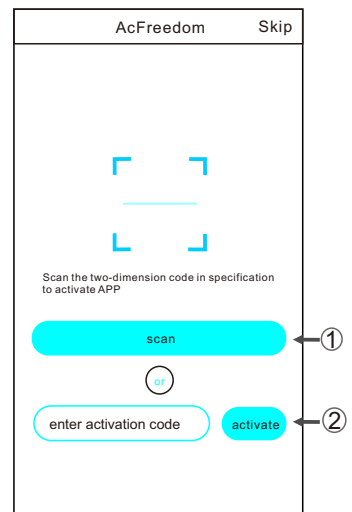 AcFreedom Skip
Scan the two-dimension code in specification
to activate APP
scan
①
or
enter activation code activate
②